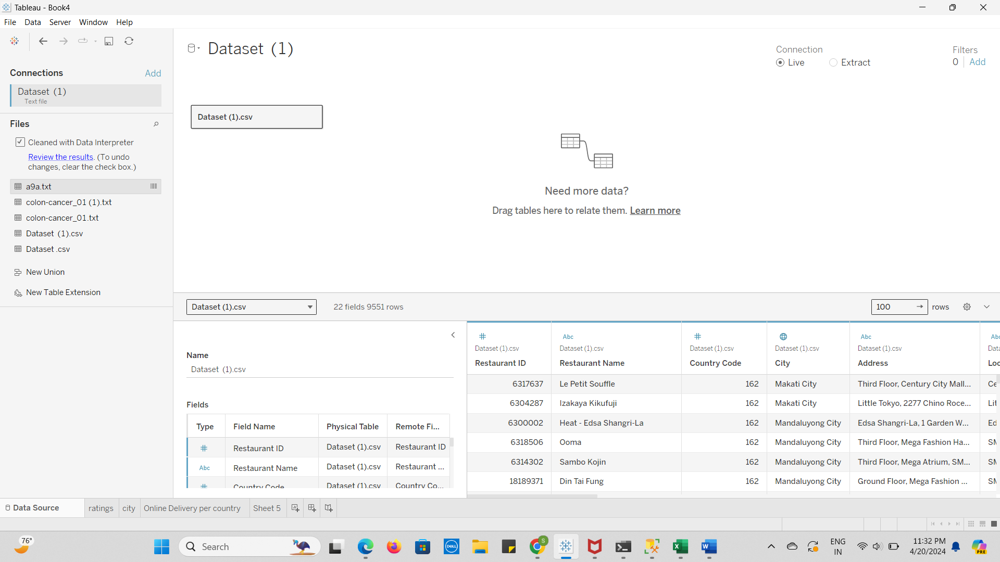 Tableau - Book4
File Data Server Window Help
Connections Add
Dataset (1)
Text file
Files
Cleaned with Data Interpreter
Review the results. (To undo
changes, clear the check box.)
a9a.txt
colon-cancer_01 (1).txt
colon-cancer_01.txt
Dataset (1).csv
Dataset .csv
New Union
New Table Extension
Dataset (1)
Connection
Live Extract
Filters
0 Add
Dataset (1).csv
Need more data?
Drag tables here to relate them. Learn more
Dataset (1).csv 22 fields 9551 rows 100 rows
Name
Dataset (1).csv
Fields
Type Field Name Physical Table Remote Fi...
Restaurant ID Dataset (1).csv Restaurant ID
Abc Restaurant Name Dataset (1).csv Restaurant ...
Country Code Dataset (1).csv Country Co...
# Abc # Abc Abc
Dataset (1).csv Dataset (1).csv Dataset (1).csv Dataset (1).csv Dataset (1).csv Data
Restaurant ID Restaurant Name Country Code City Address Loc
6317637 Le Petit Souffle 162 Makati City Third Floor, Century City Mall... Ce
6304287 Izakaya Kikufuji 162 Makati City Little Tokyo, 2277 Chino Roce... Lit
6300002 Heat - Edsa Shangri-La 162 Mandaluyong City Edsa Shangri-La, 1 Garden W... Ed
6318506 Ooma 162 Mandaluyong City Third Floor, Mega Fashion Ha... SM
6314302 Sambo Kojin 162 Mandaluyong City Third Floor, Mega Atrium, SM... SM
18189371 Din Tai Fung 162 Mandaluyong City Ground Floor, Mega Fashion ... SM
Data Source ratings city Online Delivery per country Sheet 5
76°
Search
DELL
S
ENG
IN
11:32 PM
4/20/2024
PRE